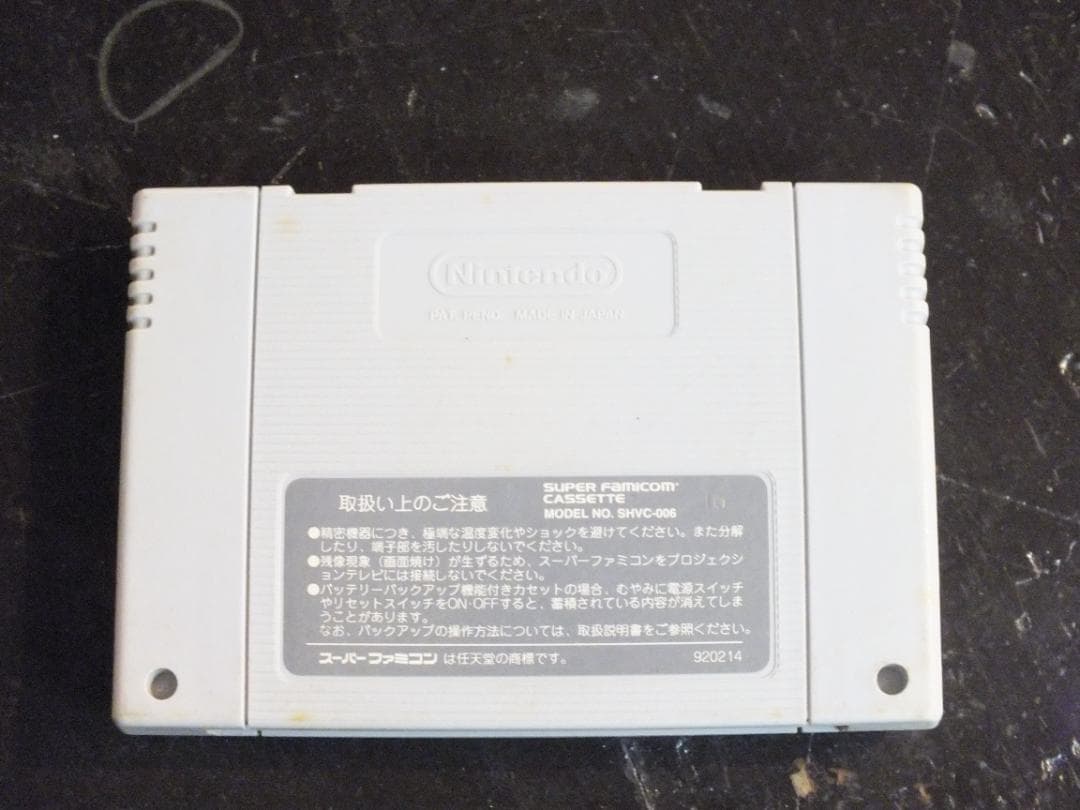 Nintendo
PAT. PEND. MADE IN JAPAN
取扱い上のご注意
SUPER FAMICOM
CASSETTE
MODEL NO. SHVC-006
●精密機器につき、極端な温度変化やショックを避けてください。また分解
したり、端子部を汚したりしないでください。
●残像現象（画面焼け）が生ずるため、スーパーファミコンをプロジェクシ
ョンテレビには接続しないでください。
●バッテリーバックアップ機能付きカセットの場合、むやみに電源スイッチ
やリセットスイッチをON・OFFすると、蓄積されている内容が消えてしま
うことがあります。
なお、バックアップの操作方法については、取扱説明書をご参照ください。
スーパーファミコン は任天堂の商標です。
920214